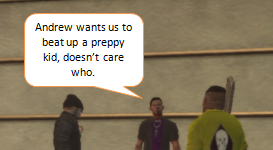 Andrew wants us to
beat up a preppy
kid, doesn't care
who.